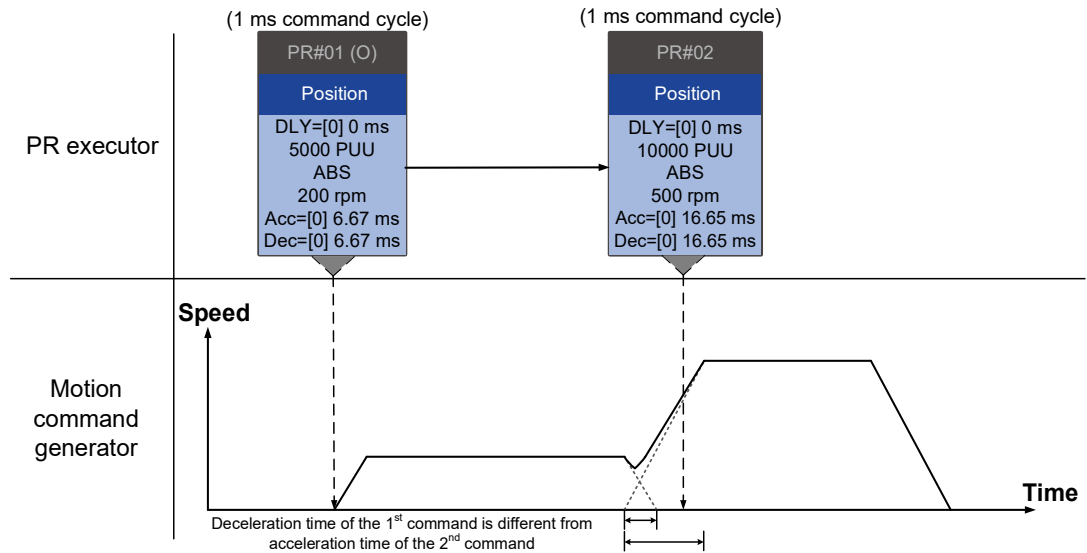 (1 ms command cycle)
PR#01 (O)
Position
DLY=[0] 0 ms
5000 PUU
ABS
200 rpm
Acc=[0] 6.67 ms
Dec=[0] 6.67 ms
(1 ms command cycle)
PR#02
Position
DLY=[0] 0 ms
10000 PUU
ABS
500 rpm
Acc=[0] 16.65 ms
Dec=[0] 16.65 ms
PR executor
Speed
Motion
command
generator
Time
Deceleration time of the 1st command is different from
acceleration time of the 2nd command